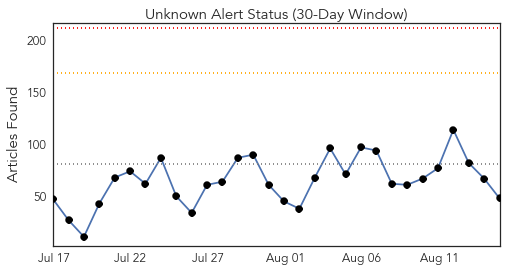 Unknown Alert Status (30-Day Window)
Articles Found
200
150
100
50
Jul 17 Jul 22 Jul 27 Aug 01 Aug 06 Aug 11